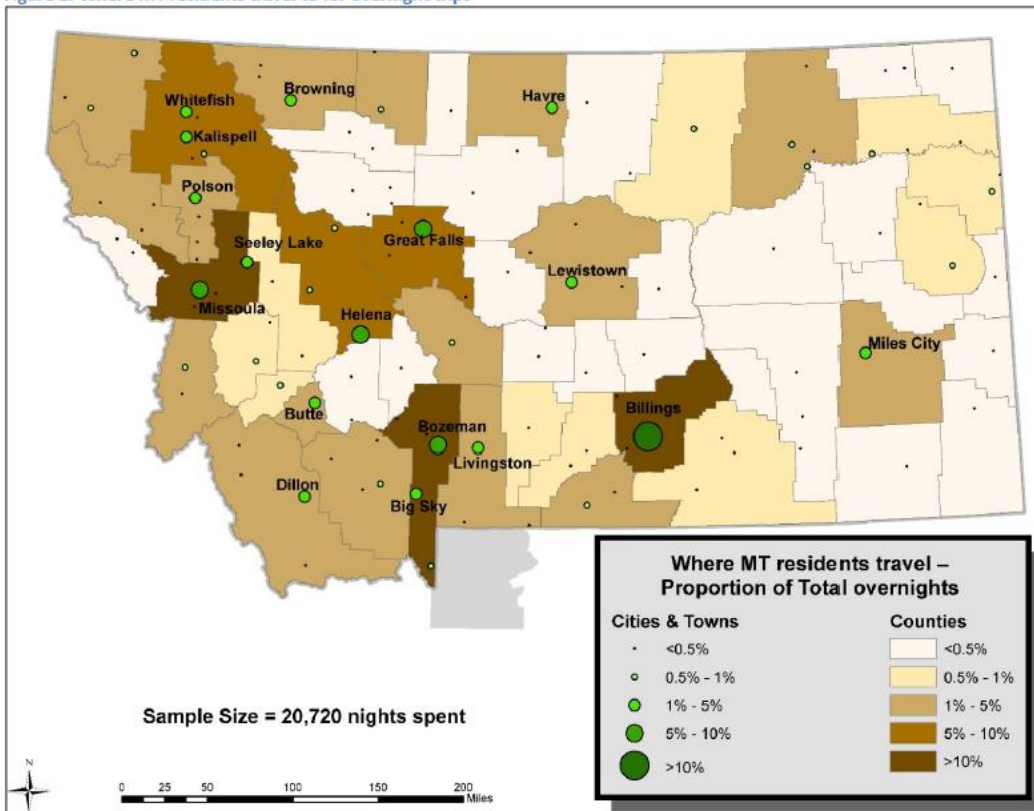 Whitefish
Browning
Havre
Kalispell
Polson
Seeley Lake
Great Falls
Lewistown
Missoula
Helena
Miles City
Butte
Bozeman
Billings
Livingston
Dillon
Big Sky
Where MT residents travel –
Proportion of Total overnights
Cities & Towns
<0.5%
0.5% - 1%
1% - 5%
5% - 10%
>10%
Counties
<0.5%
0.5% - 1%
1% - 5%
5% - 10%
>10%
Sample Size = 20,720 nights spent
N
0 25 50 100 150 200
Miles